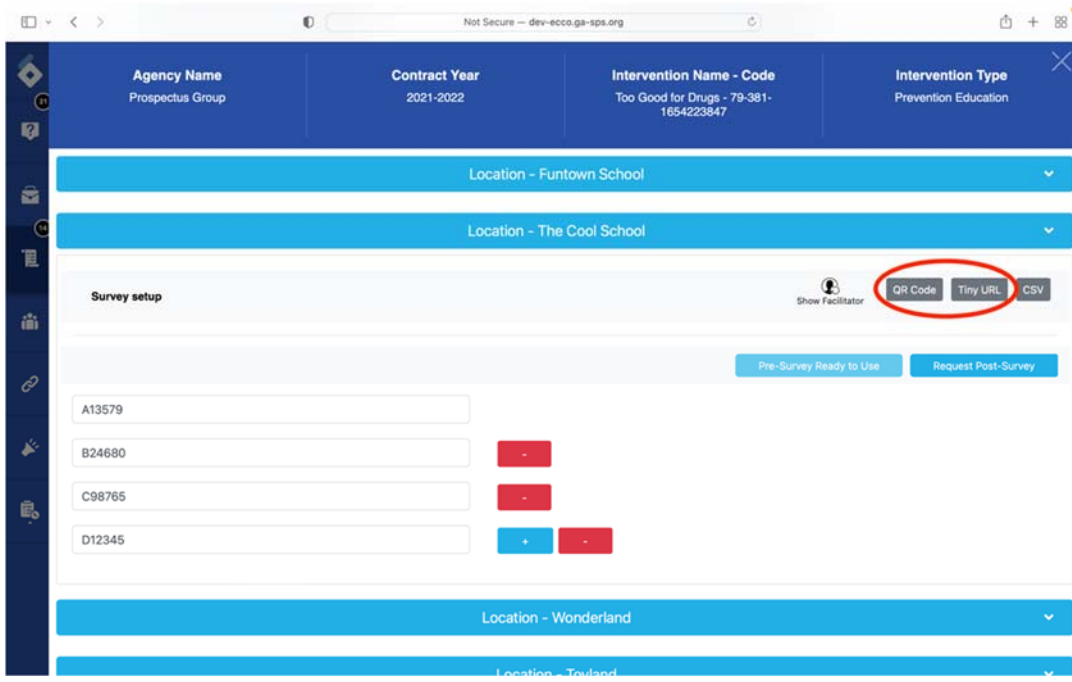 Not Secure — dev-ecco.ga-sps.org
Agency Name
Prospectus Group
Contract Year
2021-2022
Intervention Name - Code
Too Good for Drugs - 79-381-
1654223847
Intervention Type
Prevention Education
21
Location - Funtown School
14
Location - The Cool School
Survey setup
Show Facilitator
QR Code
Tiny URL
CSV
Pre-Survey Ready to Use
Request Post-Survey
A13579
B24680
-
C98765
-
D12345
+
-
Location - Wonderland
Location - Toyland